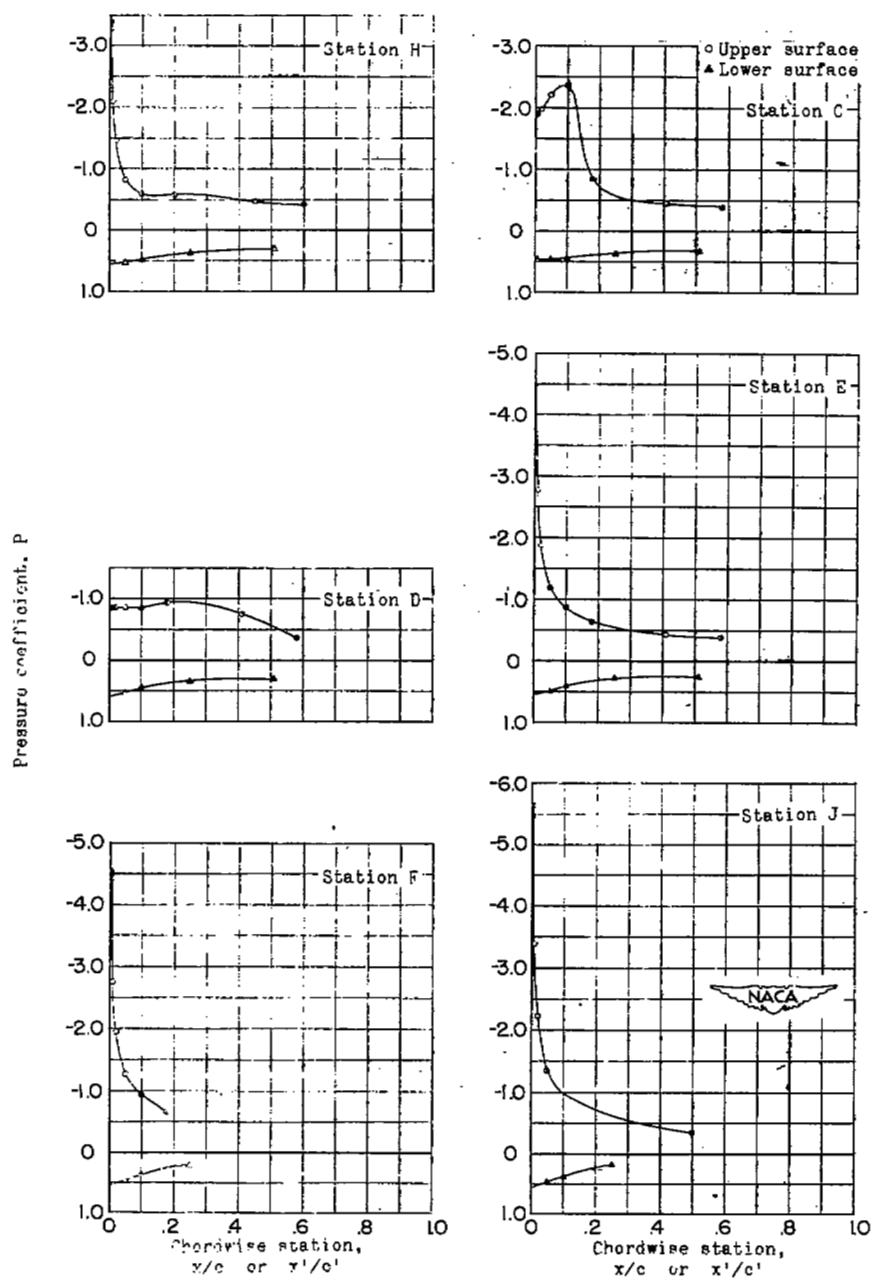 Station H
-3.0
-2.0
-1.0
0
1.0
○ Upper surface
▲ Lower surface
Station C
-3.0
-2.0
-1.0
0
1.0
Station E
-5.0
-4.0
-3.0
-2.0
-1.0
0
1.0
Pressure coefficient, P
Station D
-1.0
0
1.0
Station F
-5.0
-4.0
-3.0
-2.0
-1.0
0
1.0
0 .2 .4 .6 .8 1.0
Chordwise station,
x/c or x'/c'
Station J
-6.0
-5.0
-4.0
-3.0
-2.0
-1.0
0
1.0
NACA
0 .2 .4 .6 .8 1.0
Chordwise station,
x/c or x'/c'